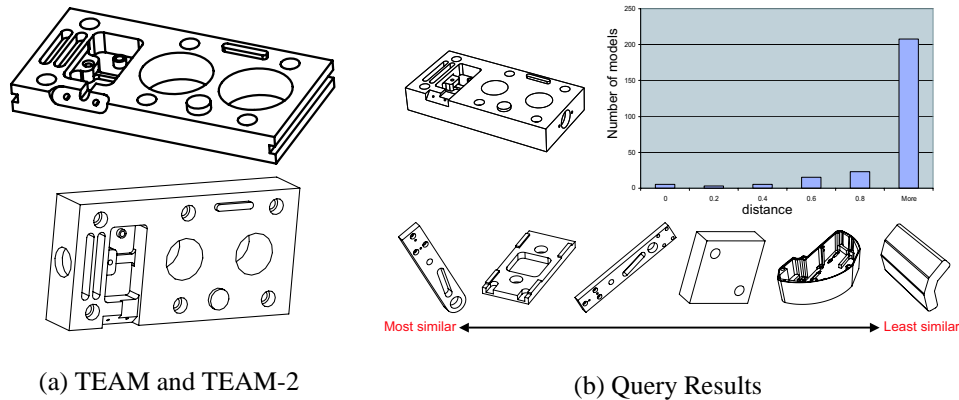 250
200
150
100
50
0
Number of models
0 0.2 0.4 0.6 0.8 More
distance
Most similar Least similar
(a) TEAM and TEAM-2
(b) Query Results